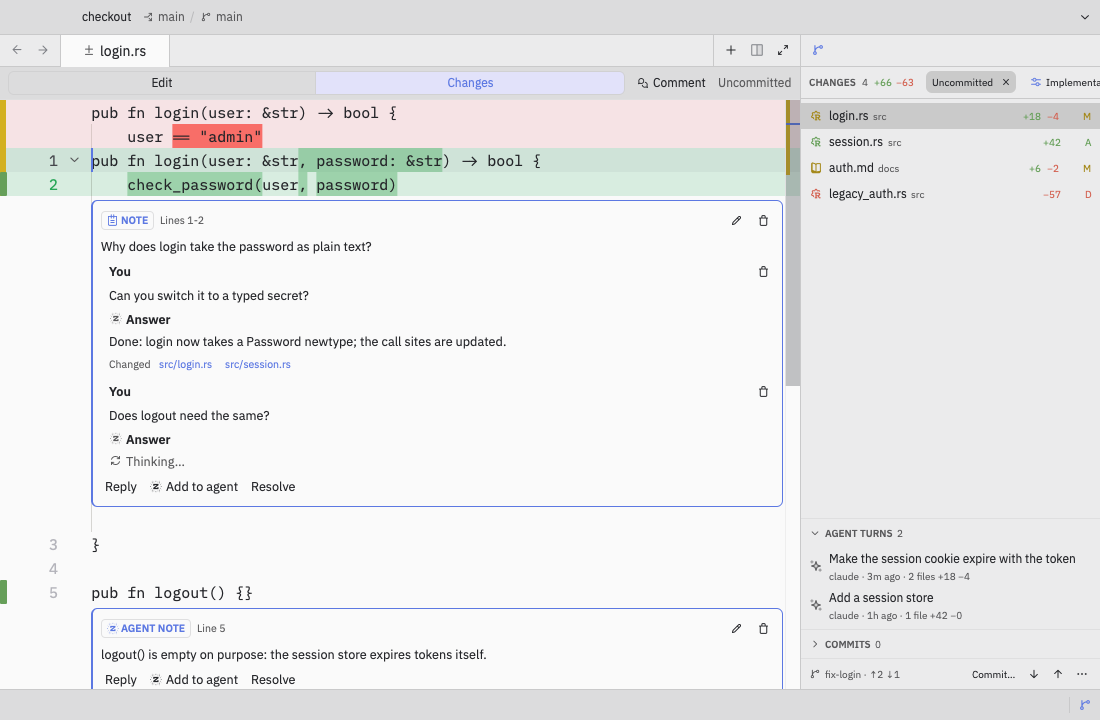 checkout main / main
login.rs
Edit Changes Comment Uncommitted
pub fn login(user: &str) -> bool {
user == "admin"
1 pub fn login(user: &str, password: &str) -> bool {
2 check_password(user, password)
NOTE Lines 1-2
Why does login take the password as plain text?
You
Can you switch it to a typed secret?
Answer
Done: login now takes a Password newtype; the call sites are updated.
Changed src/login.rs src/session.rs
You
Does logout need the same?
Answer
Thinking...
Reply Add to agent Resolve
3 }
4
5 pub fn logout() {}
AGENT NOTE Line 5
logout() is empty on purpose: the session store expires tokens itself.
Reply Add to agent Resolve
CHANGES 4 +66 −63 Uncommitted × Implementa
login.rs src +18 −4 M
session.rs src +42 A
auth.md docs +6 −2 M
legacy_auth.rs src −57 D
AGENT TURNS 2
Make the session cookie expire with the token
claude · 3m ago · 2 files +18 −4
Add a session store
claude · 1h ago · 1 file +42 −0
COMMITS 0
fix-login · ↑2 ↓1 Commit... ↓ ↑ ···